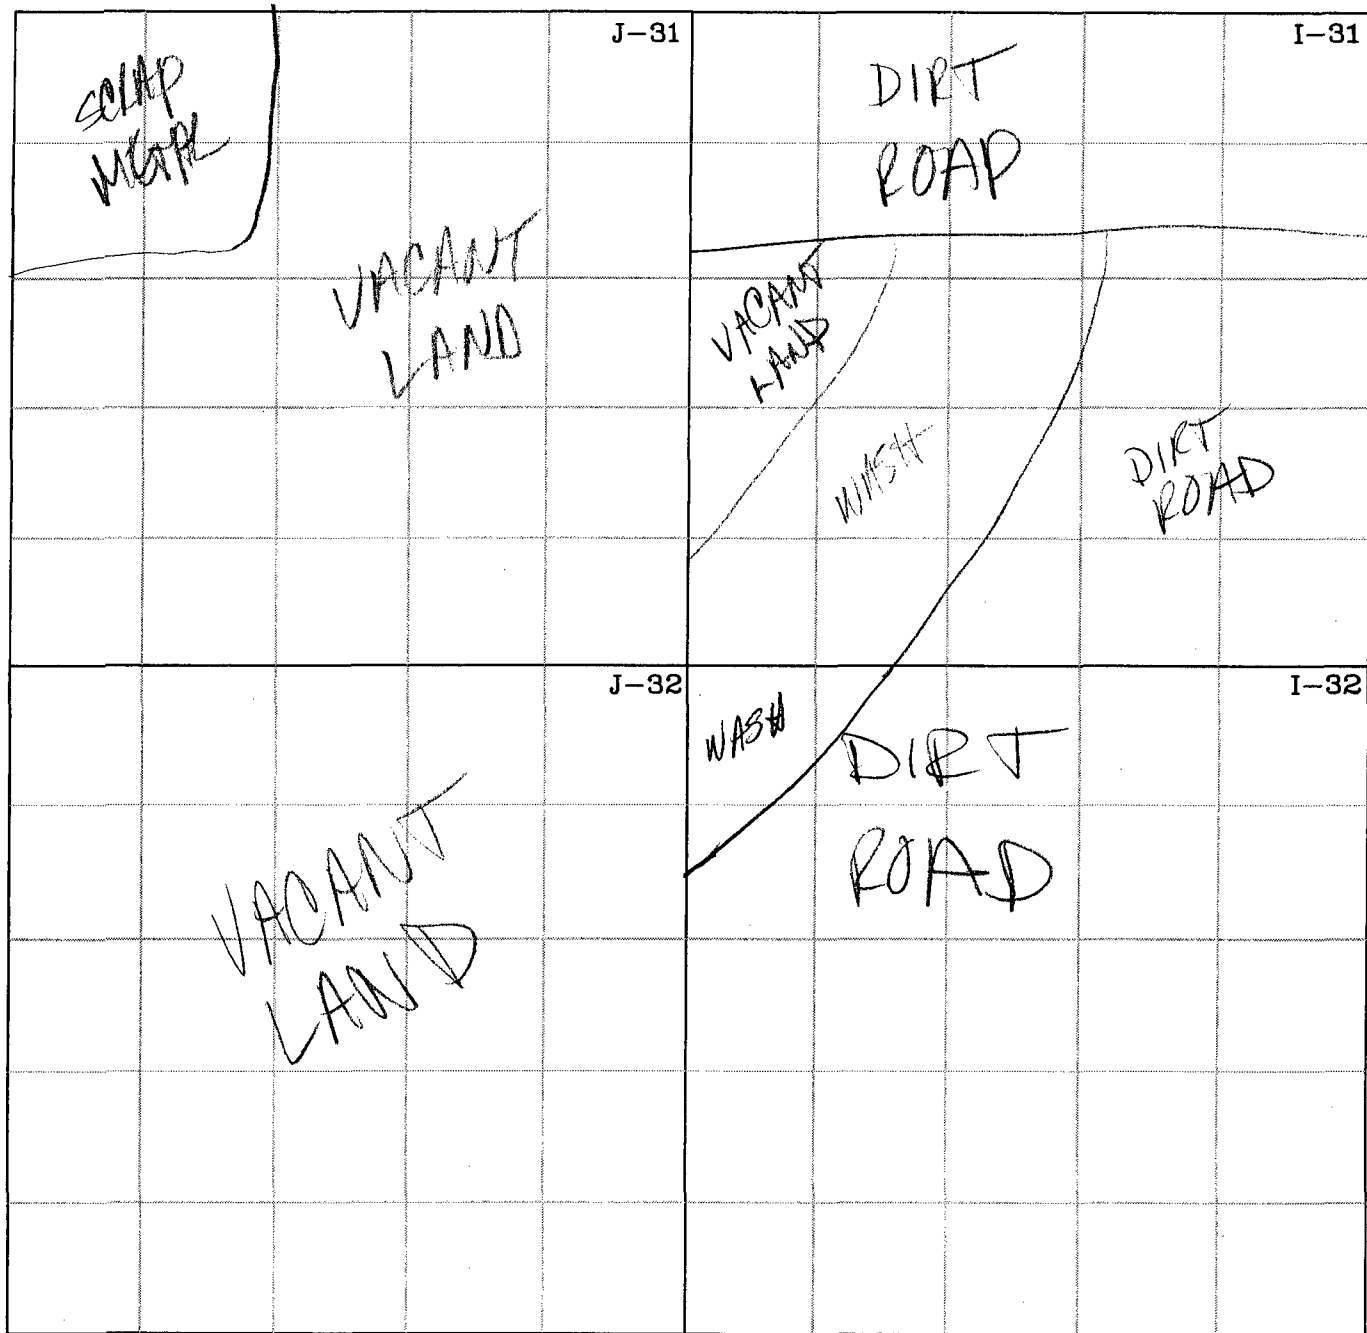 J-31
SCRAP
METAL
VACANT
LAND
I-31
DIRT
ROAD
VACANT
LAND
WASH
DIRT
ROAD
J-32
VACANT
LAND
I-32
WASH
DIRT
ROAD